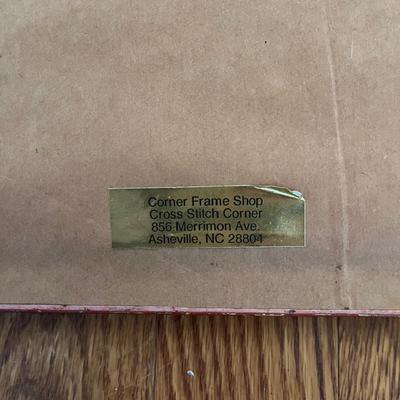 Corner Frame Shop
Cross Stitch Corner
856 Merrimon Ave.
Asheville, NC 28804